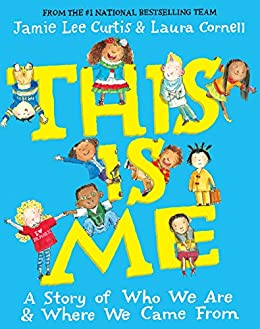 FROM THE #1 NATIONAL BESTSELLING TEAM
Jamie Lee Curtis & Laura Cornell
THIS
IS
ME
A Story of Who We Are
& Where We Came From